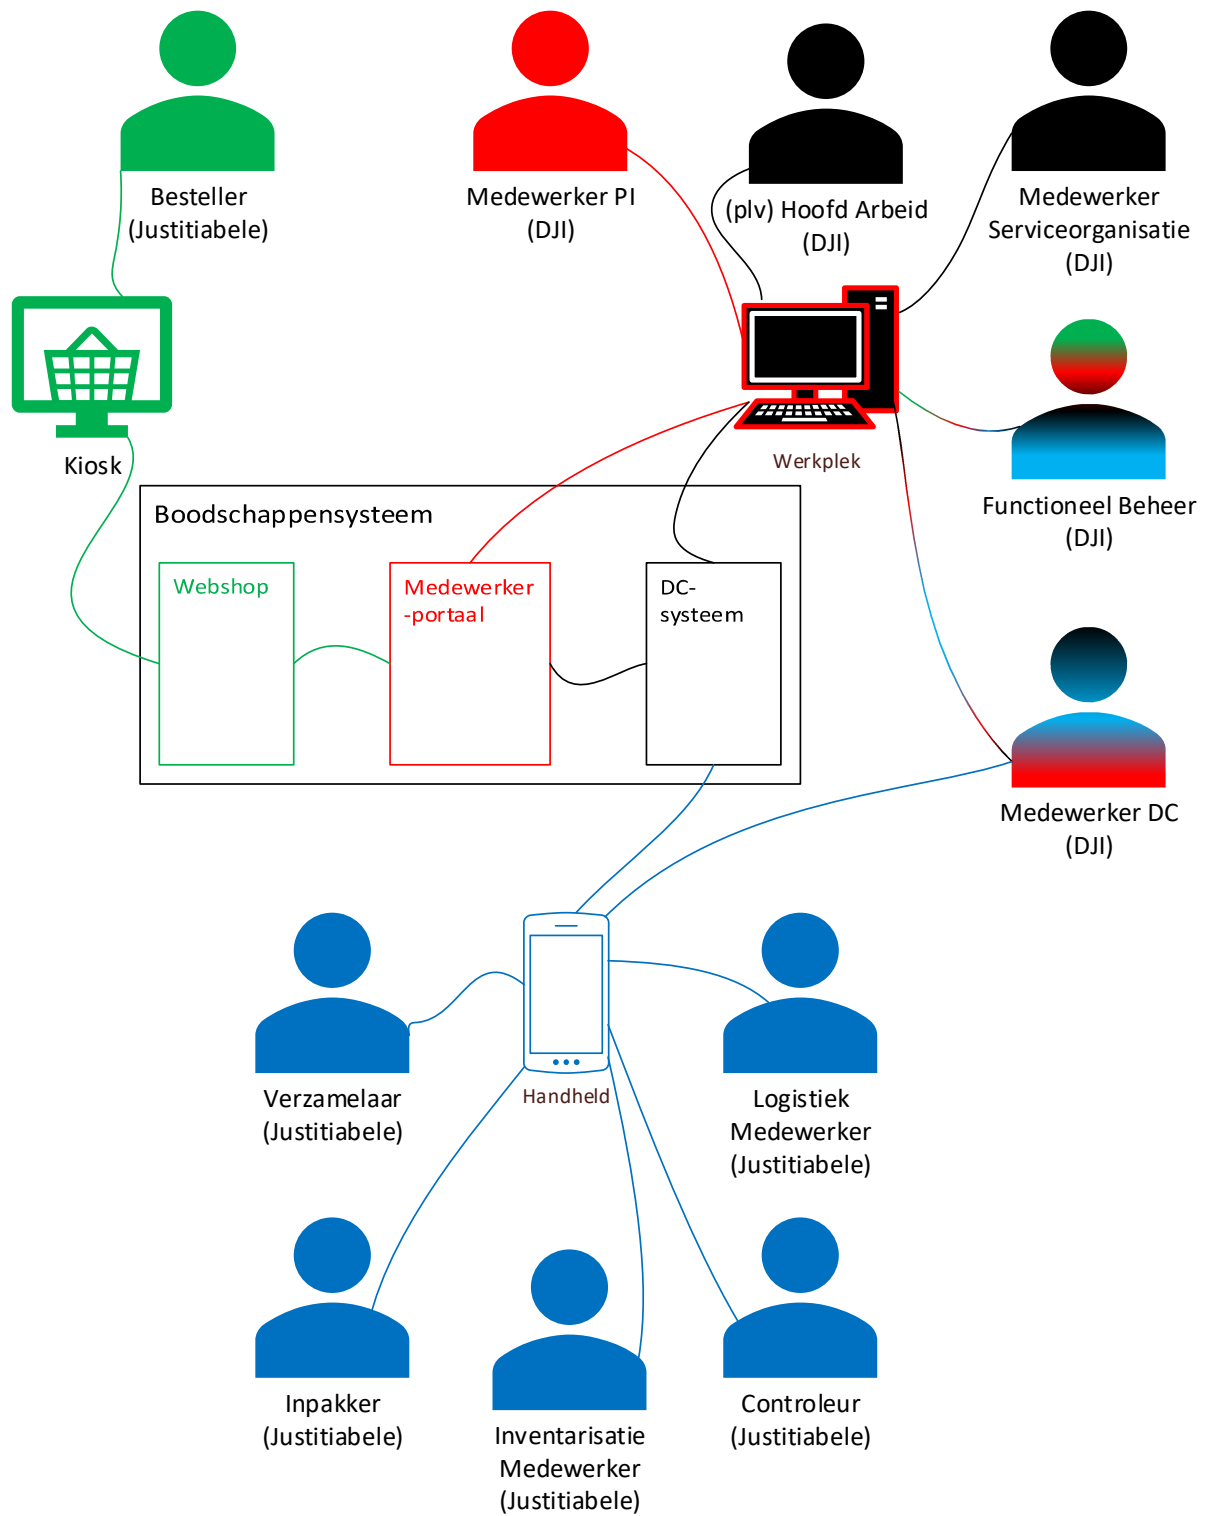 Besteller
(Justitiabele)
Medewerker PI
(DJI)
(plv) Hoofd Arbeid
(DJI)
Medewerker
Serviceorganisatie
(DJI)
Kiosk
Werkplek
Functioneel Beheer
(DJI)
Boodschappensysteem
Webshop
Medewerker
-portaal
DC-
systeem
Medewerker DC
(DJI)
Verzamelaar
(Justitiabele)
Handheld
Logistiek
Medewerker
(Justitiabele)
Inpakker
(Justitiabele)
Inventarisatie
Medewerker
(Justitiabele)
Controleur
(Justitiabele)